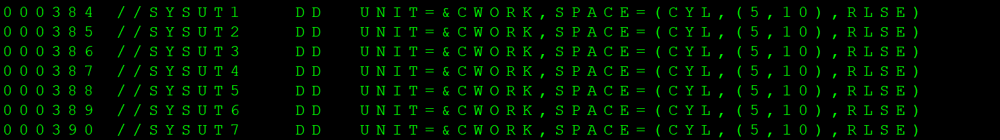 000384 //SYSUT1   DD  UNIT=&CWORK,SPACE=(CYL,(5,10),RLSE)
000385 //SYSUT2   DD  UNIT=&CWORK,SPACE=(CYL,(5,10),RLSE)
000386 //SYSUT3   DD  UNIT=&CWORK,SPACE=(CYL,(5,10),RLSE)
000387 //SYSUT4   DD  UNIT=&CWORK,SPACE=(CYL,(5,10),RLSE)
000388 //SYSUT5   DD  UNIT=&CWORK,SPACE=(CYL,(5,10),RLSE)
000389 //SYSUT6   DD  UNIT=&CWORK,SPACE=(CYL,(5,10),RLSE)
000390 //SYSUT7   DD  UNIT=&CWORK,SPACE=(CYL,(5,10),RLSE)